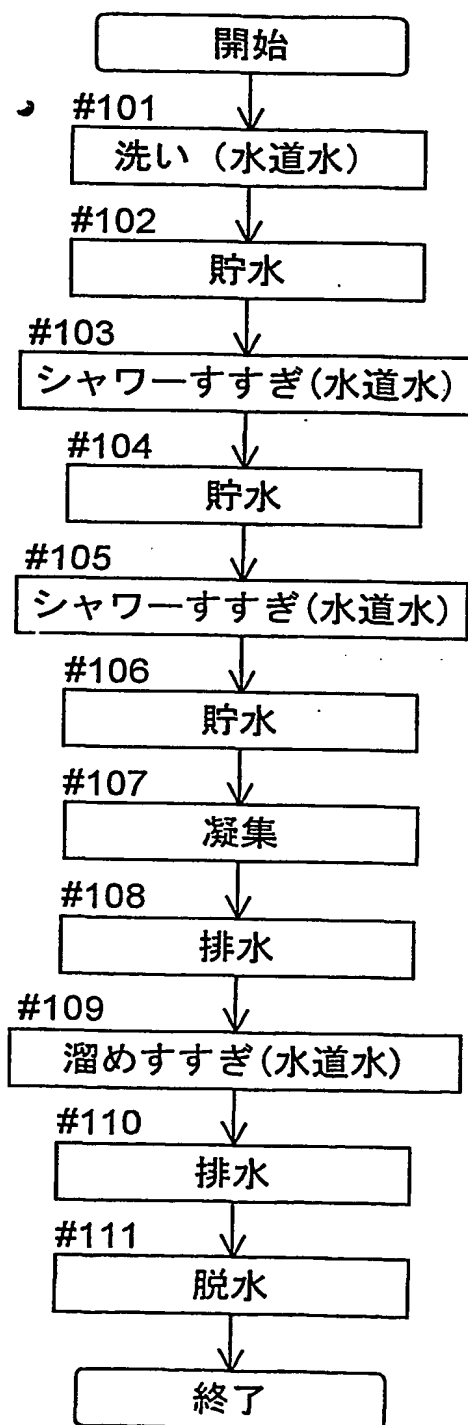 開始
#101
洗い（水道水）
#102
貯水
#103
シャワーすすぎ(水道水)
#104
貯水
#105
シャワーすすぎ(水道水)
#106
貯水
#107
凝集
#108
排水
#109
溜めすすぎ(水道水)
#110
排水
#111
脱水
終了